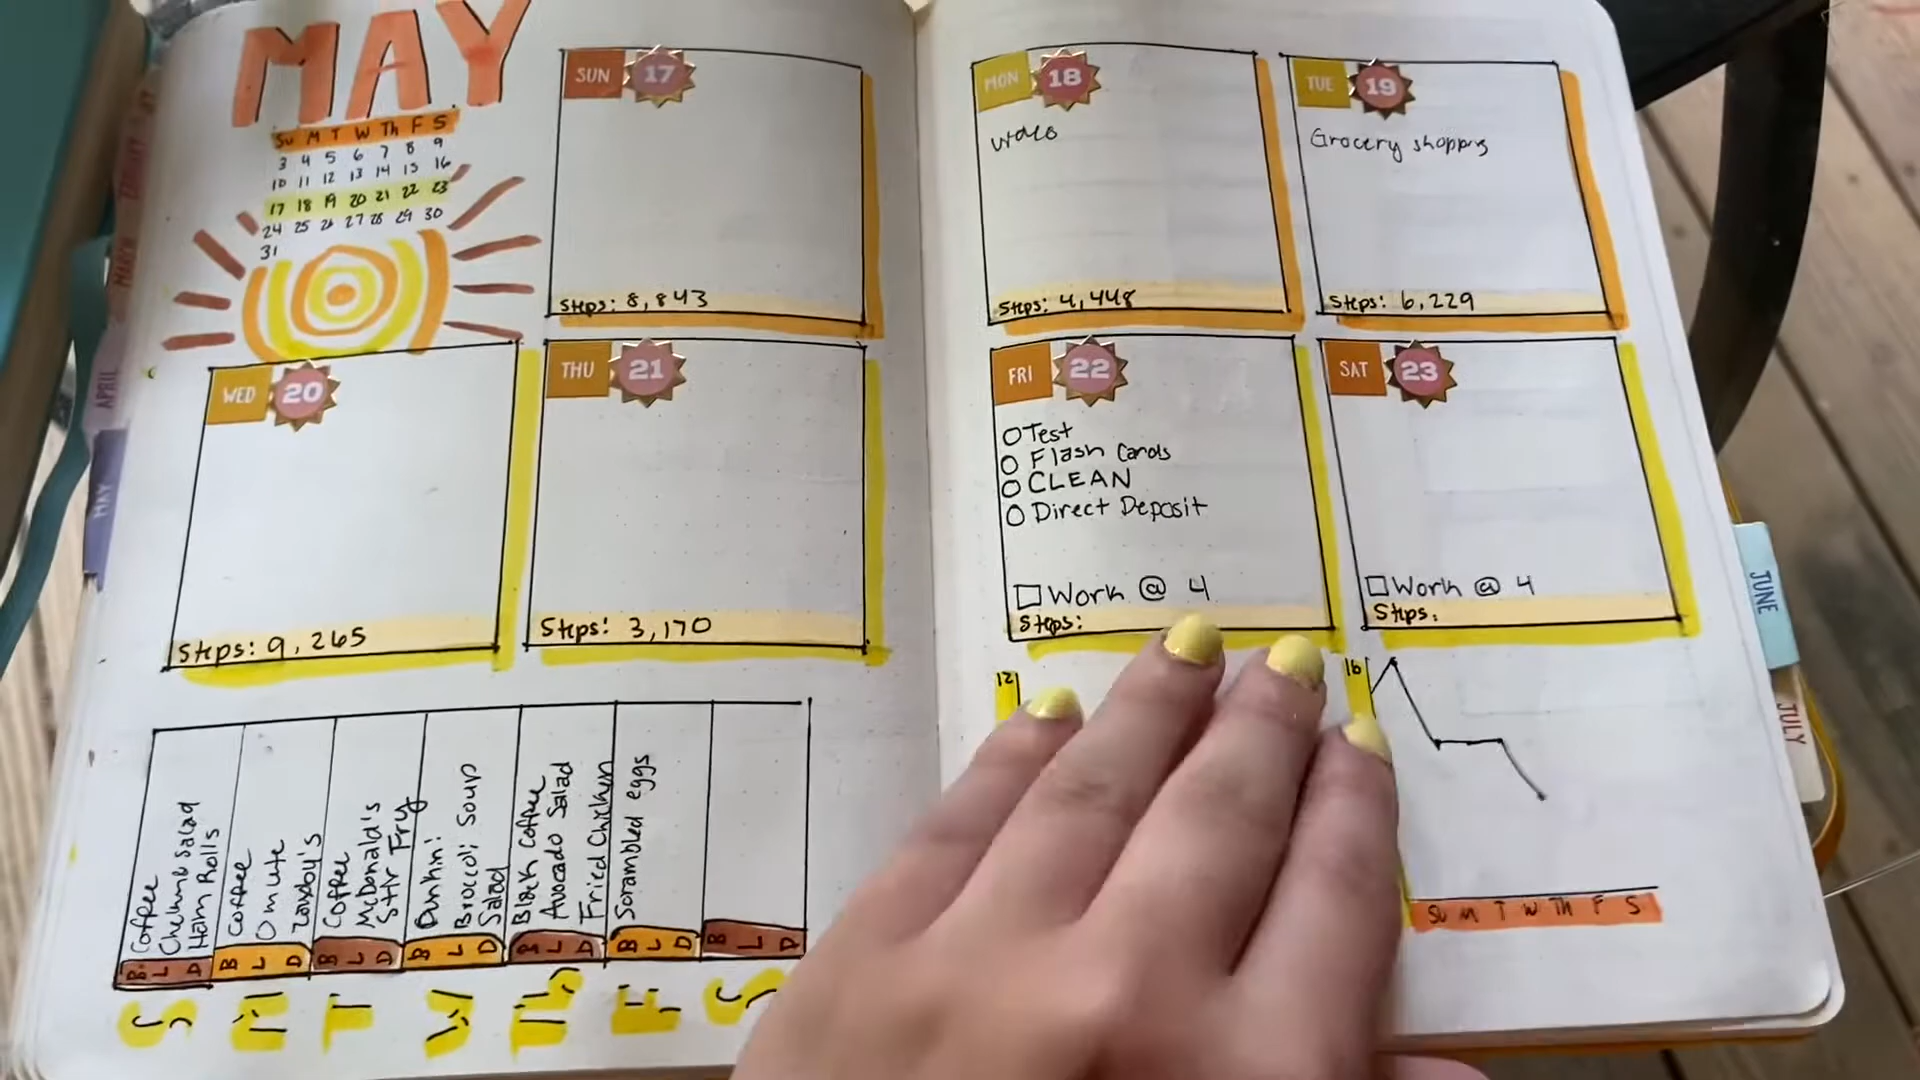 MAY
Su M T W Th F S
3 4 5 6 7 8 9
10 11 12 13 14 15 16
17 18 19 20 21 22 23
24 25 26 27 28 29 30
31
SUN 17
Steps: 8,843
WED 20
Steps: 9,265
THU 21
Steps: 3,170
Coffee
Salad
Ham Rolls
Coffee
Zaxby's
Coffee
McDonald's
Stir Fry
Dunkin'
Broccoli Soup
Salad
Black Coffee
Avocado Salad
Fried Chicken
Scrambled eggs
B L D B L D B L D B L D B L D B L D B L D
S M T W Th F S
MON 18
Steps: 4,448
TUE 19
Grocery shopping
Steps: 6,229
FRI 22
Test
Flash Cards
CLEAN
Direct Deposit
Work @ 4
Steps:
SAT 23
Work @ 4
Steps:
12
16
Su M T W TH F S
MARCH
APRIL
MAY
JUNE
JULY